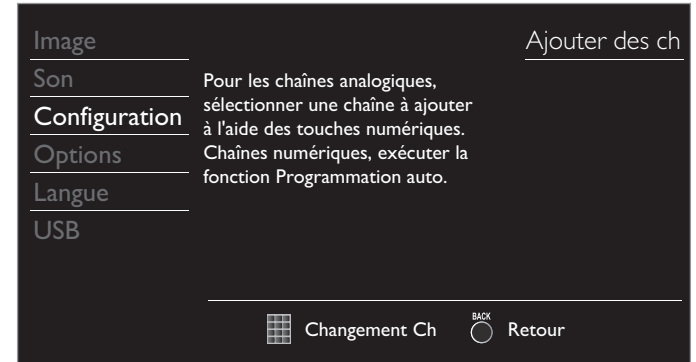 Image
Son
Configuration
Options
Langue
USB
Ajouter des ch
Pour les chaînes analogiques,
sélectionner une chaîne à ajouter
à l'aide des touches numériques.
Chaînes numériques, exécuter la
fonction Programmation auto.
Changement Ch
BACK
Retour